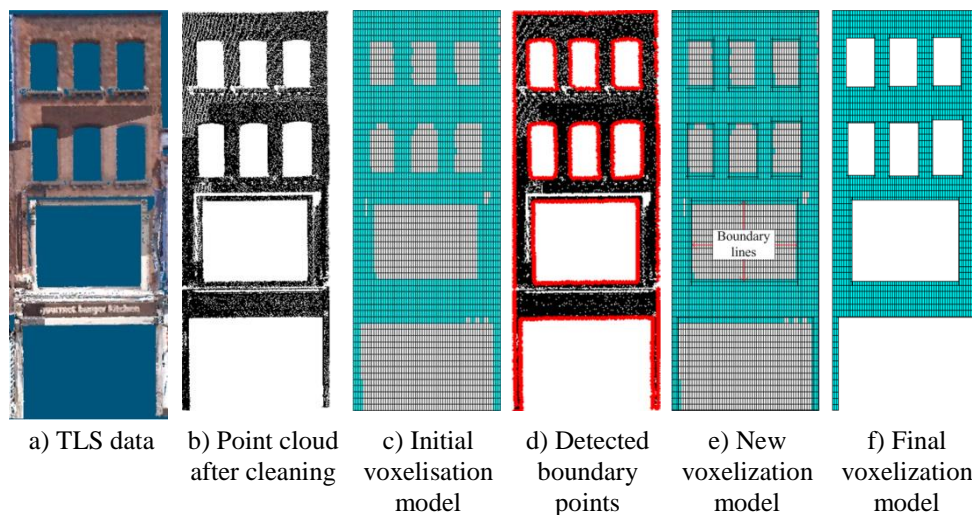 gourmet burger kitchen
Boundary
lines
a) TLS data
b) Point cloud
after cleaning
c) Initial
voxelisation
model
d) Detected
boundary
points
e) New
voxelization
model
f) Final
voxelization
model